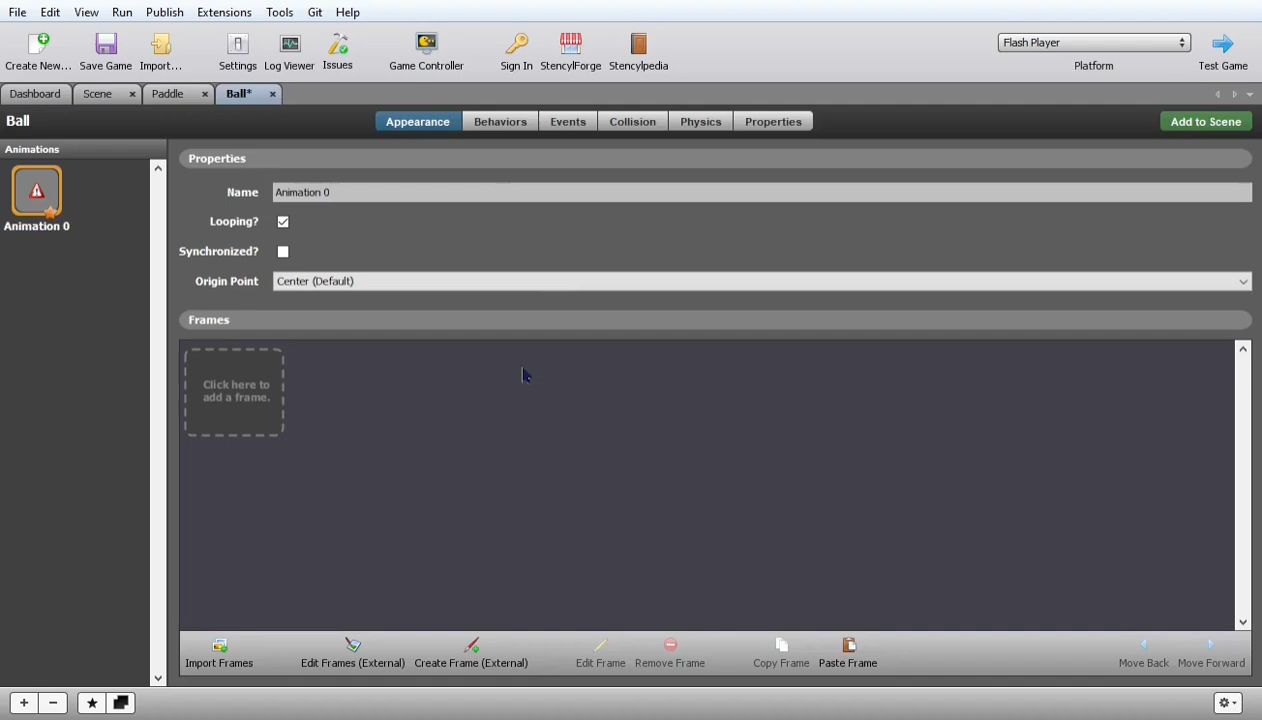 File Edit View Run Publish Extensions Tools Git Help
Create New... Save Game Import... Settings Log Viewer Issues Game Controller Sign In StencylForge Stencylpedia Flash Player Platform Test Game
Dashboard Scene Paddle Ball*
Ball Appearance Behaviors Events Collision Physics Properties Add to Scene
Animations
Animation 0
Properties
Name Animation 0
Looping?
Synchronized?
Origin Point Center (Default)
Frames
Click here to
add a frame.
Import Frames Edit Frames (External) Create Frame (External) Edit Frame Remove Frame Copy Frame Paste Frame Move Back Move Forward